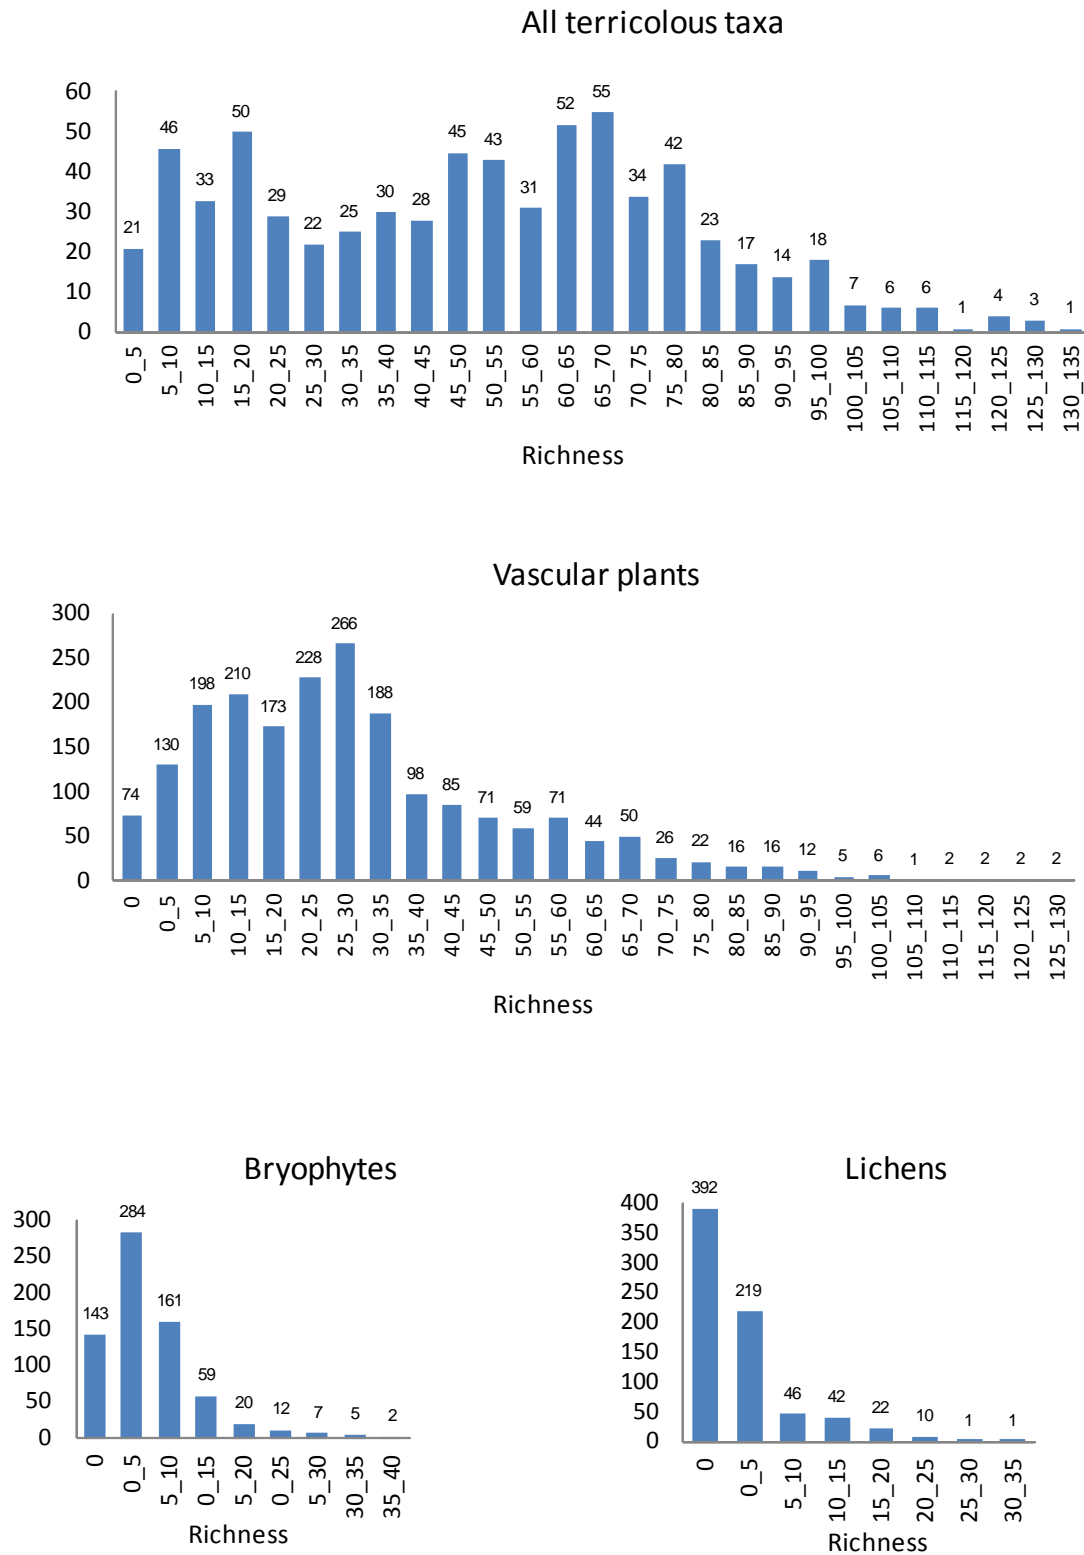 All terricolous taxa
60
50
40
30
20
10
0
21 46 33 50 29 22 25 30 28 45 43 31 52 55 34 42 23 17 14 18 7 6 6 1 4 3 1
0_5 5_10 10_15 15_20 20_25 25_30 30_35 35_40 40_45 45_50 50_55 55_60 60_65 65_70 70_75 75_80 80_85 85_90 90_95 95_100 100_105 105_110 110_115 115_120 120_125 125_130 130_135
Richness
Vascular plants
300
250
200
150
100
50
0
74 130 198 210 173 228 266 188 98 85 71 59 71 44 50 26 22 16 16 12 5 6 1 2 2 2 2
0 0_5 5_10 10_15 15_20 20_25 25_30 30_35 35_40 40_45 45_50 50_55 55_60 60_65 65_70 70_75 75_80 80_85 85_90 90_95 95_100 100_105 105_110 110_115 115_120 120_125 125_130
Richness
Bryophytes
300
250
200
150
100
50
0
143 284 161 59 20 12 7 5 2
0 0_5 5_10 0_15 5_20 0_25 5_30 30_35 35_40
Richness
Lichens
400
350
300
250
200
150
100
50
0
392 219 46 42 22 10 1 1
0 0_5 5_10 10_15 15_20 20_25 25_30 30_35
Richness